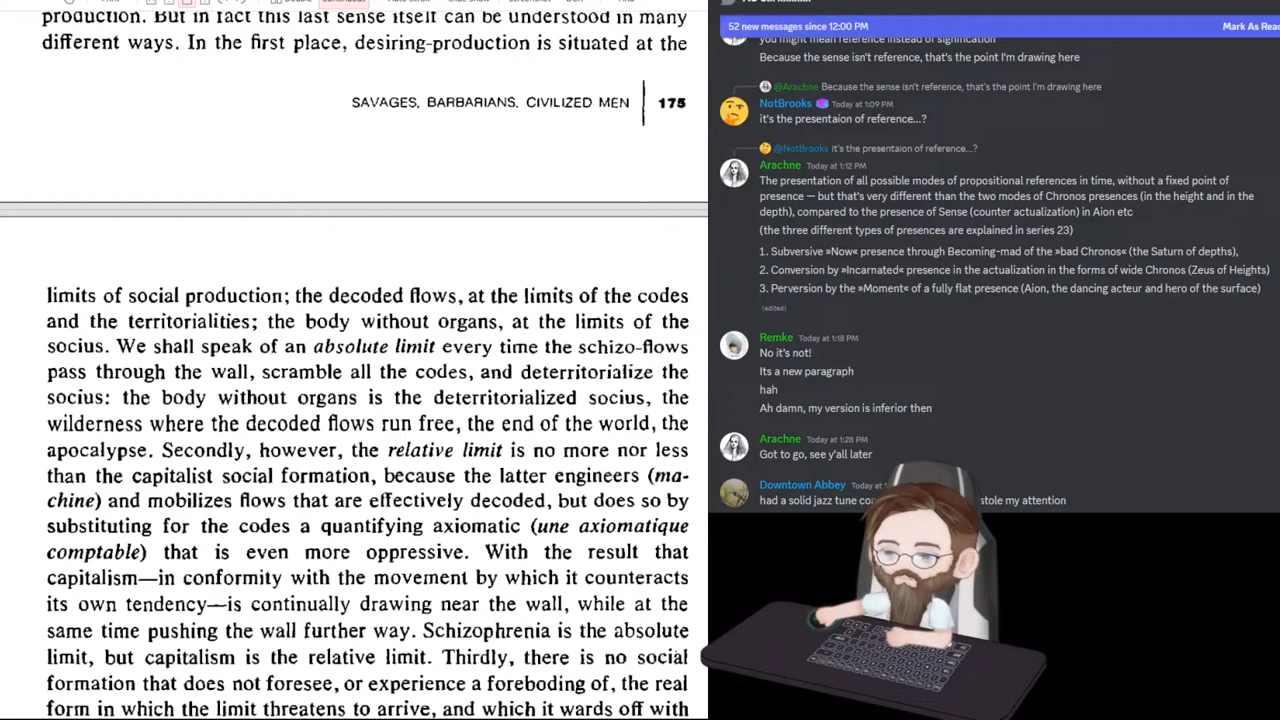 production. But in fact this last sense itself can be understood in many
different ways. In the first place, desiring-production is situated at the
SAVAGES, BARBARIANS, CIVILIZED MEN 175
limits of social production; the decoded flows, at the limits of the codes
and the territorialities; the body without organs, at the limits of the
socius. We shall speak of an absolute limit every time the schizo-flows
pass through the wall, scramble all the codes, and deterritorialize the
socius: the body without organs is the deterritorialized socius, the
wilderness where the decoded flows run free, the end of the world, the
apocalypse. Secondly, however, the relative limit is no more nor less
than the capitalist social formation, because the latter engineers (ma-
chine) and mobilizes flows that are effectively decoded, but does so by
substituting for the codes a quantifying axiomatic (une axiomatique
comptable) that is even more oppressive. With the result that
capitalism—in conformity with the movement by which it counteracts
its own tendency—is continually drawing near the wall, while at the
same time pushing the wall further way. Schizophrenia is the absolute
limit, but capitalism is the relative limit. Thirdly, there is no social
formation that does not foresee, or experience a foreboding of, the real
form in which the limit threatens to arrive, and which it wards off with
52 new messages since 12:00 PM Mark As Read
you might mean reference instead of signification
Because the sense isn't reference, that's the point I'm drawing here
@Arachne Because the sense isn't reference, that's the point I'm drawing here
NotBrooks Today at 1:09 PM
it's the presentaion of reference...?
@NotBrooks it's the presentaion of reference...?
Arachne Today at 1:12 PM
The presentation of all possible modes of propositional references in time, without a fixed point of
presence — but that's very different than the two modes of Chronos presences (in the height and in the
depth), compared to the presence of Sense (counter actualization) in Aion etc
(the three different types of presences are explained in series 23)
1. Subversive »Now« presence through Becoming-mad of the »bad Chronos« (the Saturn of depths),
2. Conversion by »Incarnated« presence in the actualization in the forms of wide Chronos (Zeus of Heights)
3. Perversion by the »Moment« of a fully flat presence (Aion, the dancing acteur and hero of the surface)
(edited)
Remke Today at 1:18 PM
No it's not!
Its a new paragraph
hah
Ah damn, my version is inferior then
Arachne Today at 1:26 PM
Got to go, see y'all later
Downtown Abbey Today at
had a solid jazz tune stole my attention